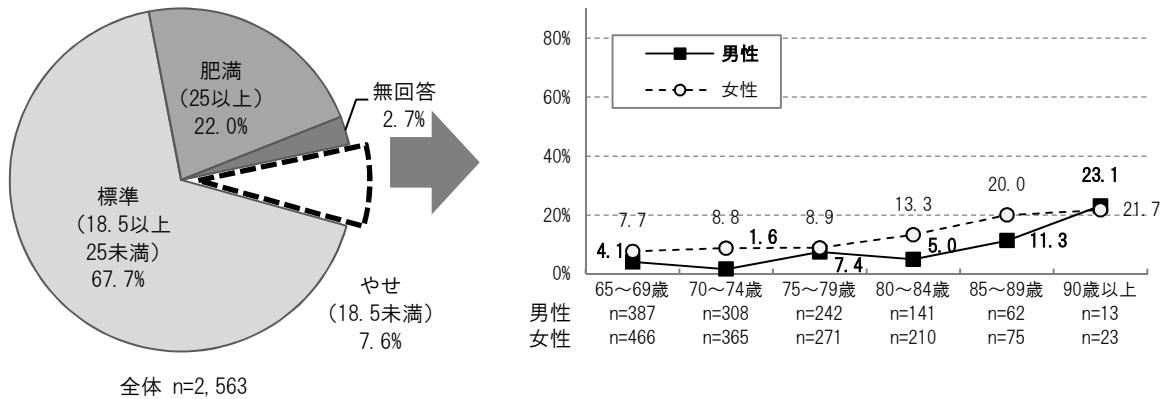 肥満
(25以上)
22.0%
無回答
2.7%
標準
(18.5以上
25未満)
67.7%
やせ
(18.5未満)
7.6%
全体 n=2,563
80%
60%
40%
20%
0%
男性
女性
7.7
8.8
8.9
13.3
20.0
21.7
4.1
1.6
7.4
5.0
11.3
23.1
65～69歳 70～74歳 75～79歳 80～84歳 85～89歳 90歳以上
男性 n=387 n=308 n=242 n=141 n=62 n=13
女性 n=466 n=365 n=271 n=210 n=75 n=23